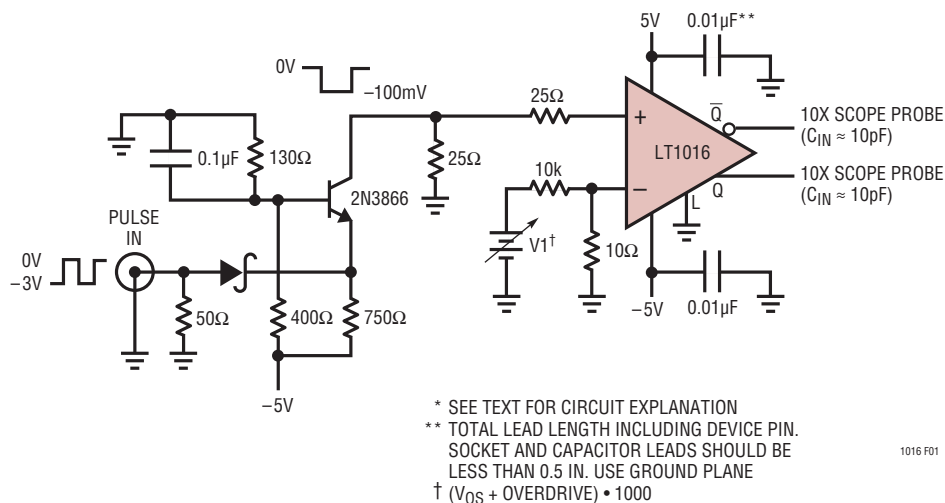 5V
0.01µF**
0V
–100mV
25Ω
+
Q
10X SCOPE PROBE
(CIN ≈ 10pF)
LT1016
0.1µF
130Ω
25Ω
10k
–
Q
10X SCOPE PROBE
(CIN ≈ 10pF)
2N3866
L
PULSE
IN
V1†
10Ω
0V
–3V
50Ω
400Ω
750Ω
–5V
0.01µF
–5V
* SEE TEXT FOR CIRCUIT EXPLANATION
** TOTAL LEAD LENGTH INCLUDING DEVICE PIN.
SOCKET AND CAPACITOR LEADS SHOULD BE
LESS THAN 0.5 IN. USE GROUND PLANE
† (VOS + OVERDRIVE) • 1000
1016 F01